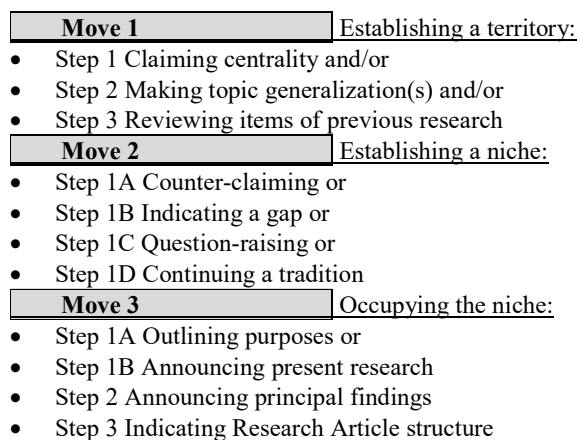 Move 1 Establishing a territory:
• Step 1 Claiming centrality and/or
• Step 2 Making topic generalization(s) and/or
• Step 3 Reviewing items of previous research
Move 2 Establishing a niche:
• Step 1A Counter-claiming or
• Step 1B Indicating a gap or
• Step 1C Question-raising or
• Step 1D Continuing a tradition
Move 3 Occupying the niche:
• Step 1A Outlining purposes or
• Step 1B Announcing present research
• Step 2 Announcing principal findings
• Step 3 Indicating Research Article structure